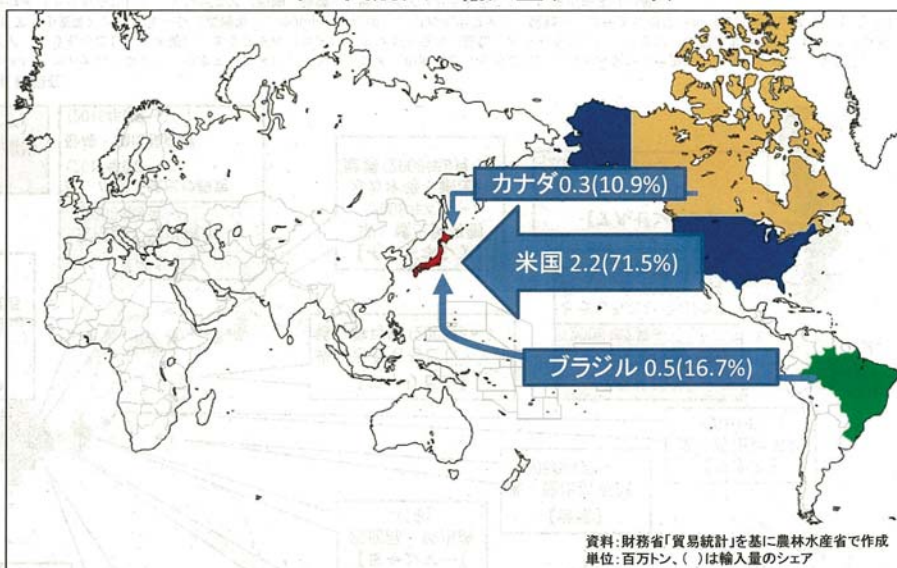 カナダ 0.3(10.9%)
米国 2.2(71.5%)
ブラジル 0.5(16.7%)
資料:財務省「貿易統計」を基に農林水産省で作成
単位:百万トン、( )は輸入量のシェア